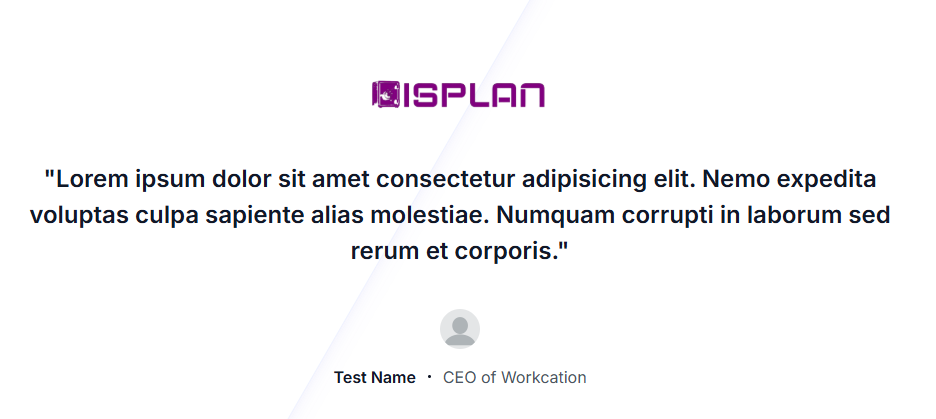 ISPLAN
"Lorem ipsum dolor sit amet consectetur adipisicing elit. Nemo expedita
voluptas culpa sapiente alias molestiae. Numquam corrupti in laborum sed
rerum et corporis."
Test Name · CEO of Workcation